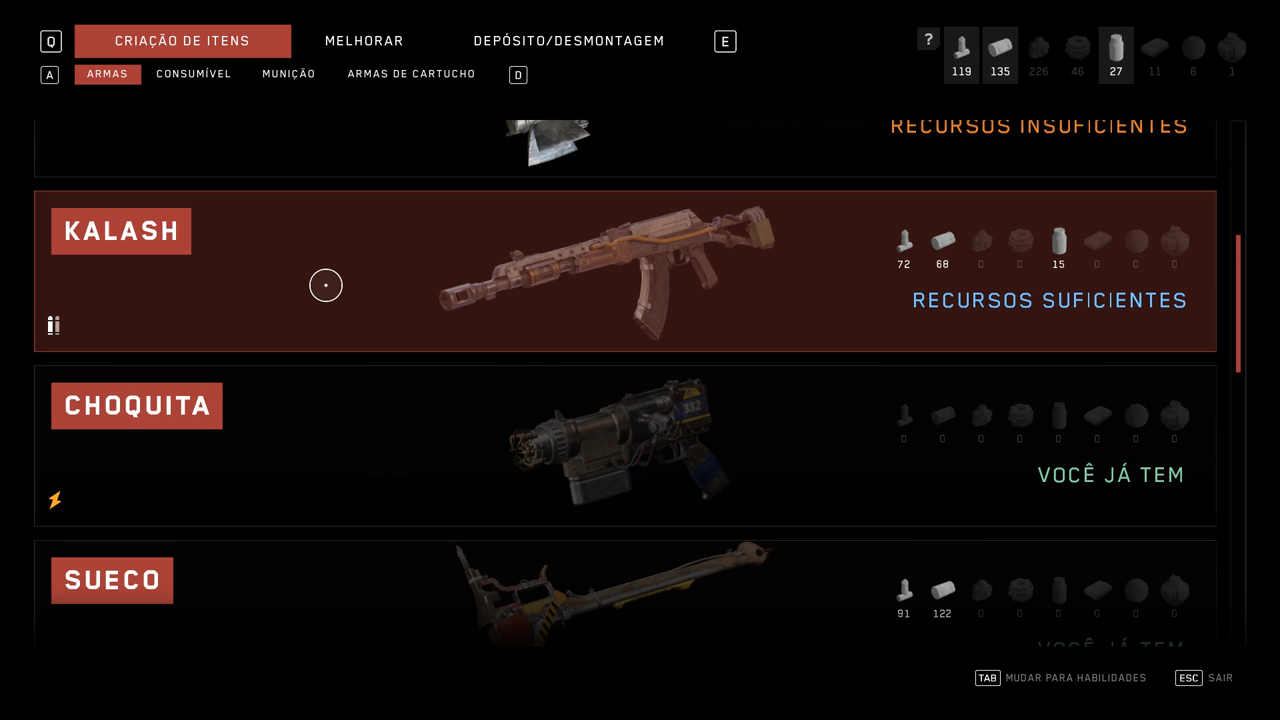 Q CRIAÇÃO DE ITENS MELHORAR DEPÓSITO/DESMONTAGEM E
A ARMAS CONSUMÍVEL MUNIÇÃO ARMAS DE CARTUCHO D
?
119 135 226 46 27 11 6 1
RECURSOS INSUFICIENTES
KALASH
72 68 0 0 15 0 0 0
RECURSOS SUFICIENTES
CHOQUITA
332
0 0 0 0 0 0 0 0
VOCÊ JÁ TEM
SUECO
91 122 0 0 0 0 0 0
VOCÊ JÁ TEM
TAB MUDAR PARA HABILIDADES ESC SAIR